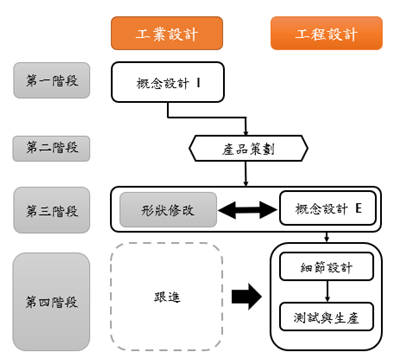 工業設計
工程設計
第一階段
概念設計 I
第二階段
產品策劃
第三階段
形狀修改
概念設計 E
第四階段
跟進
細節設計
測試與生產